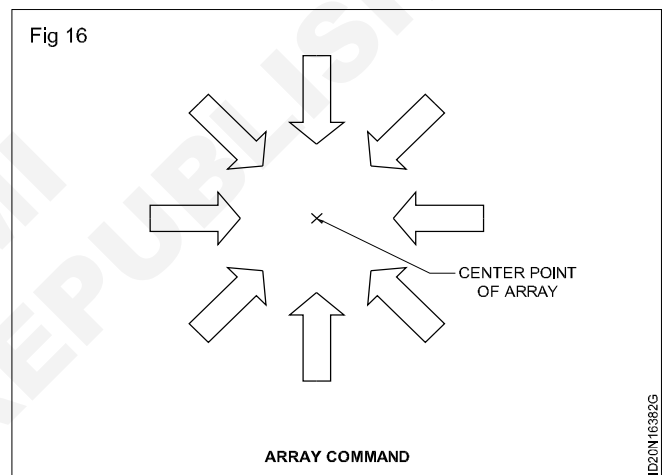 Fig 16
CENTER POINT
OF ARRAY
ARRAY COMMAND
ID20N16382G